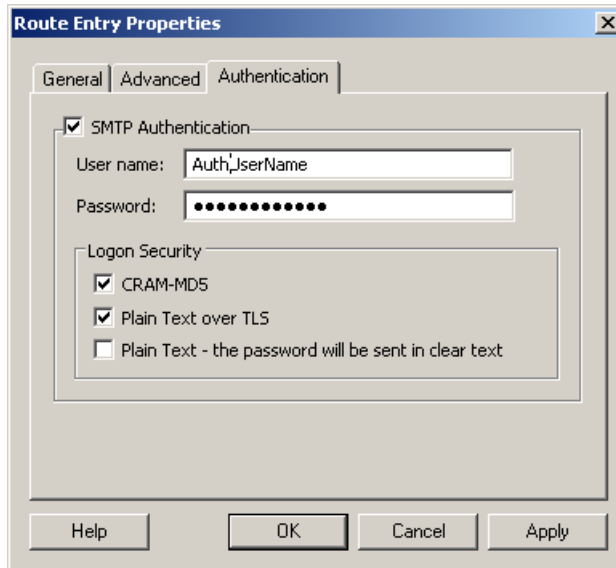 Route Entry Properties
General Advanced Authentication
SMTP Authentication
User name: AuthUserName
Password: ●●●●●●●●●●●●
Logon Security
CRAM-MD5
Plain Text over TLS
Plain Text - the password will be sent in clear text
Help OK Cancel Apply